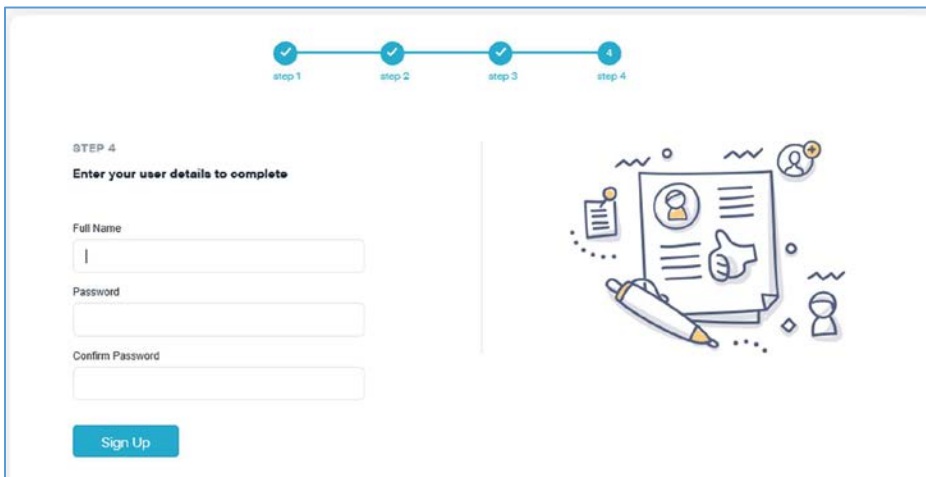 4
step 1
step 2
step 3
step 4
STEP 4
Enter your user details to complete
Full Name
Password
Confirm Password
Sign Up